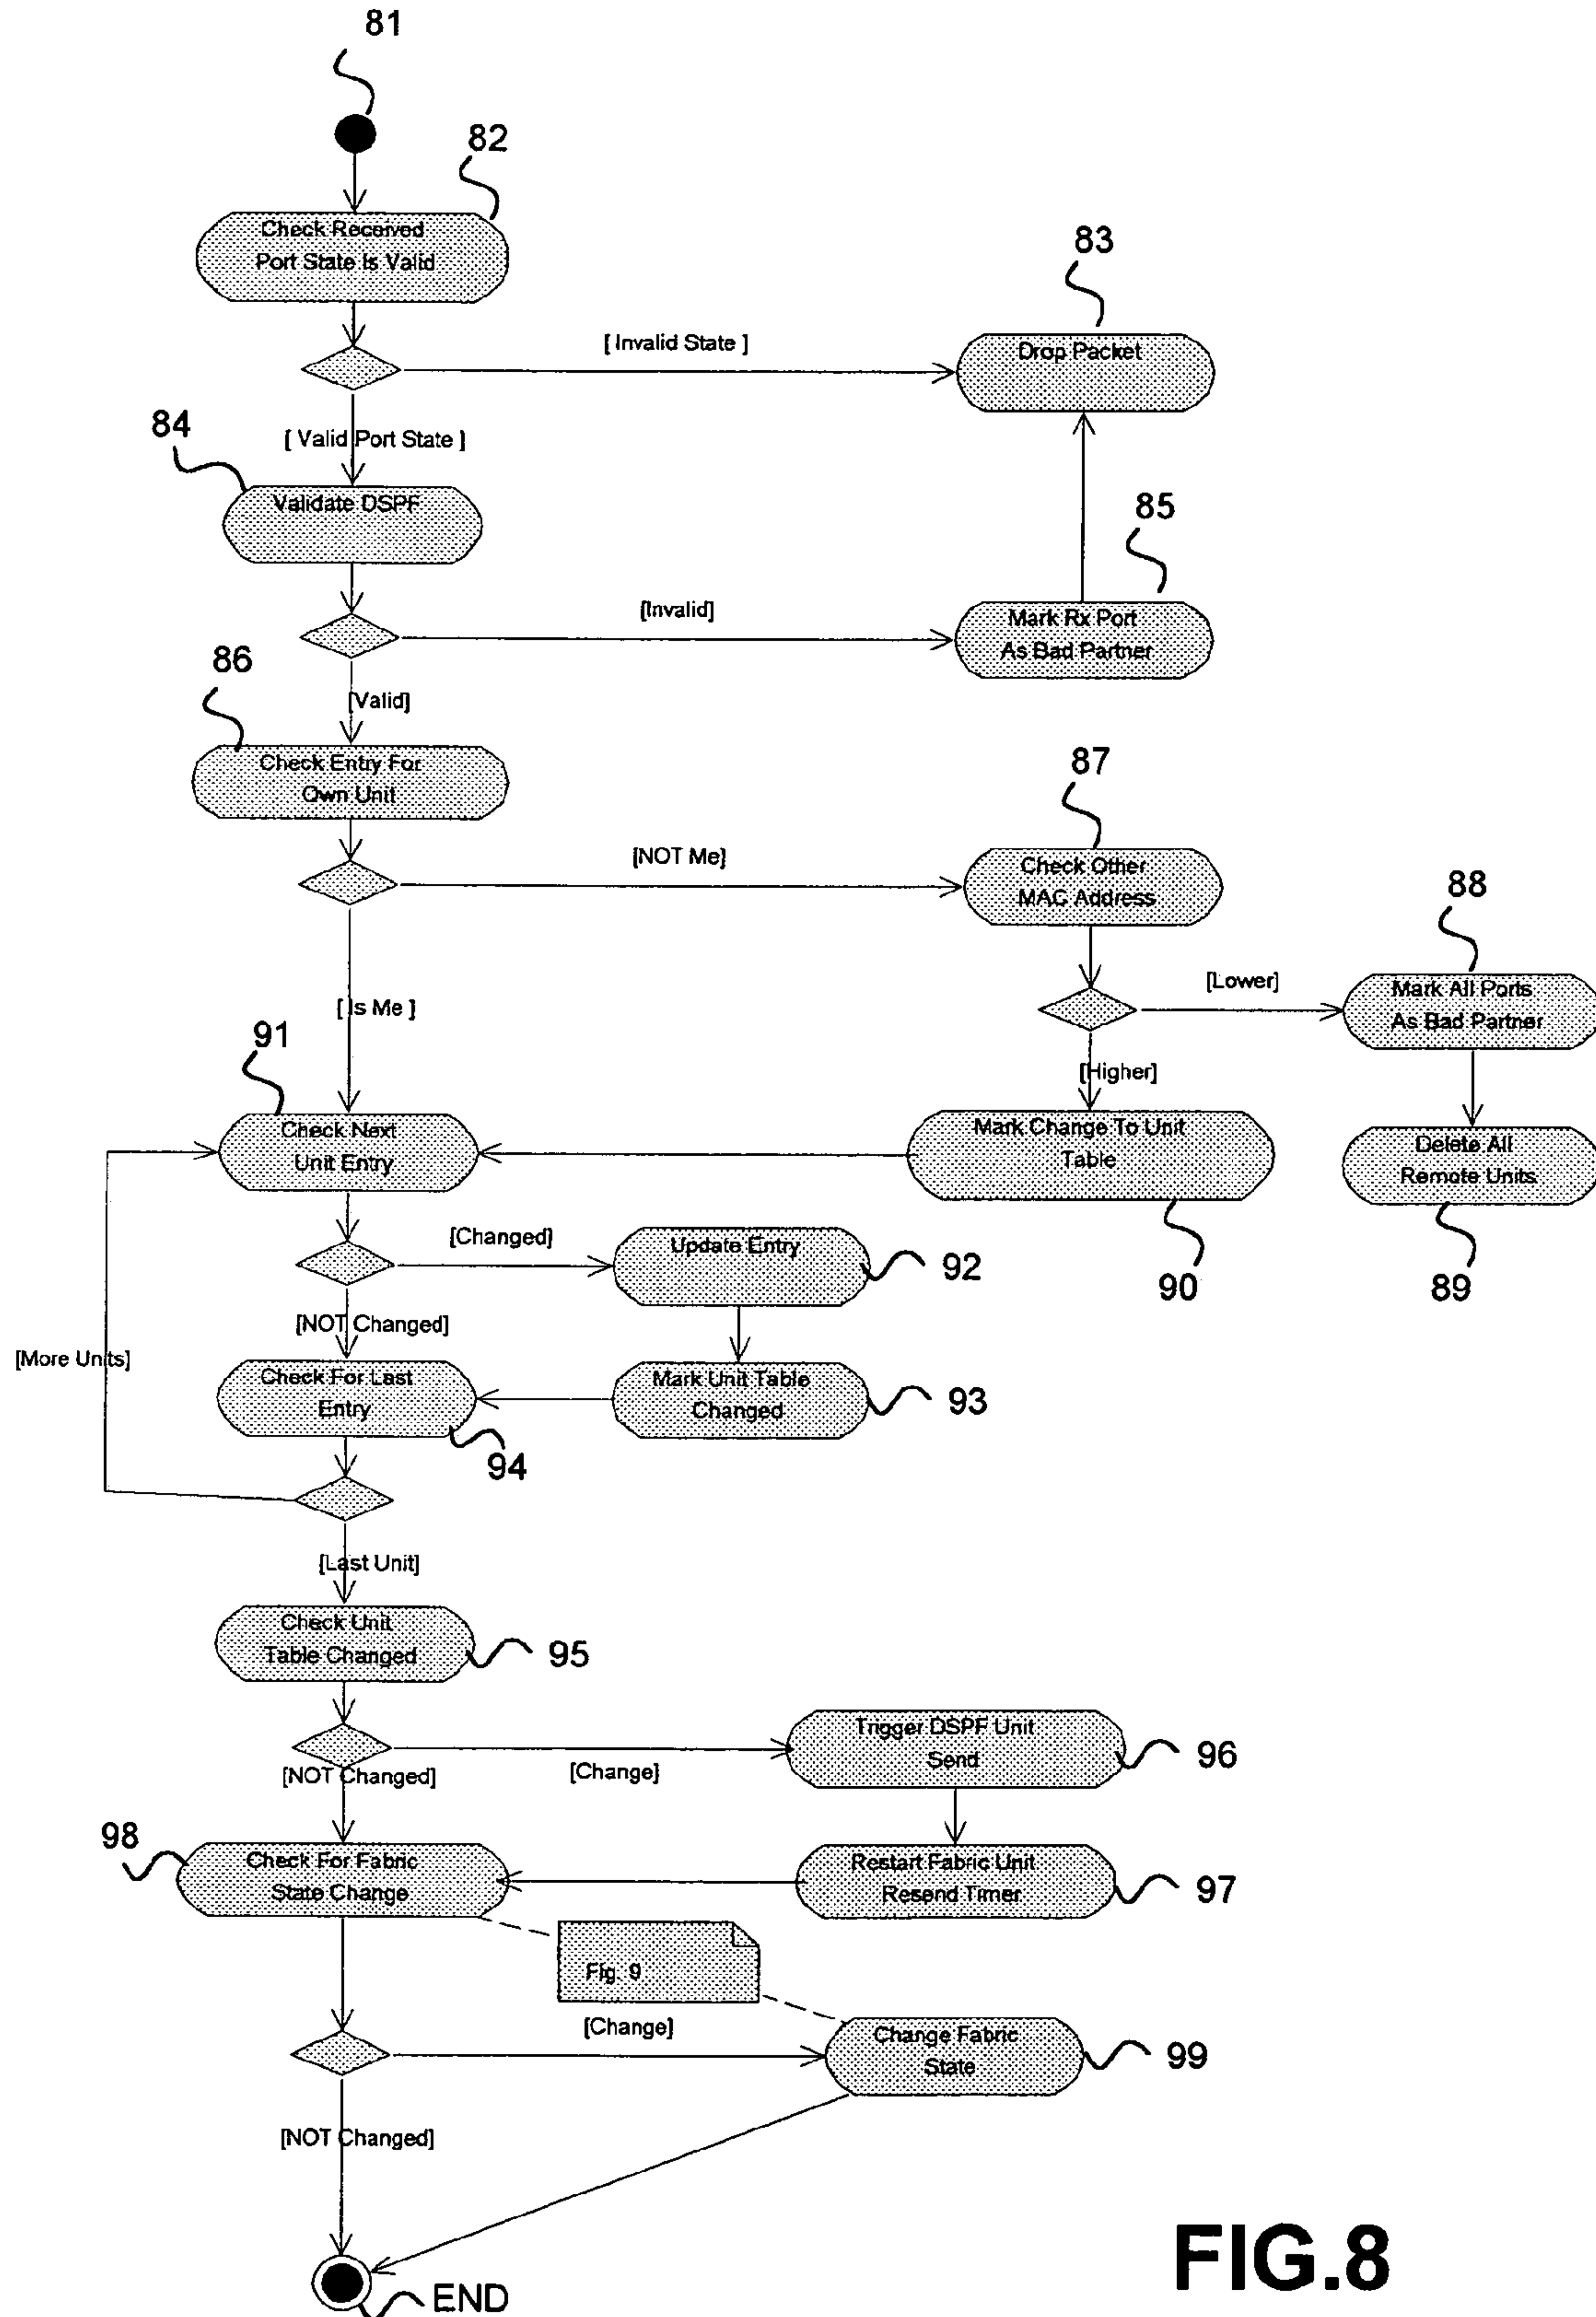 81
82
Check Received
Port State Is Valid
83
[ Invalid State ]
Drop Packet
84
[ Valid Port State ]
Validate DSPF
85
[Invalid]
Mark Rx Port
As Bad Partner
86
[Valid]
Check Entry For
Own Unit
87
[NOT Me]
Check Other
MAC Address
88
[Lower]
Mark All Ports
As Bad Partner
[ Is Me ]
91
[Higher]
Check Next
Unit Entry
Mark Change To Unit
Table
Delete All
Remote Units
[Changed]
Update Entry
92
90
89
[NOT Changed]
[More Units]
Check For Last
Entry
Mark Unit Table
Changed
93
94
[Last Unit]
Check Unit
Table Changed
95
Trigger DSPF Unit
Send
96
[NOT Changed]
[Change]
98
Check For Fabric
State Change
Restart Fabric Unit
Resend Timer
97
Fig. 9
[Change]
Change Fabric
State
99
[NOT Changed]
FIG.8
END